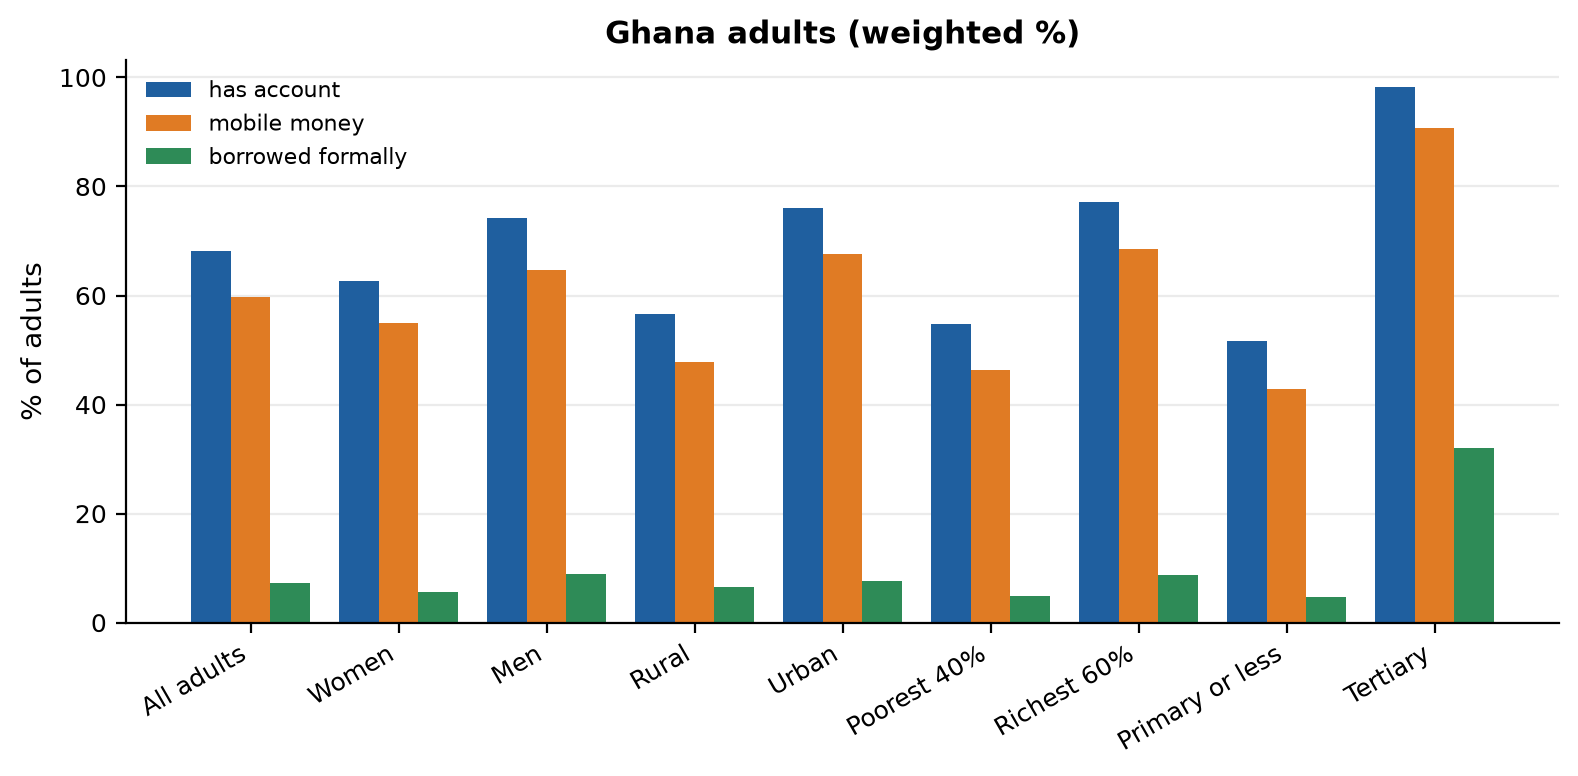 Ghana adults (weighted %)
has account
mobile money
borrowed formally
% of adults
100
80
60
40
20
0
All adults
Women
Men
Rural
Urban
Poorest 40%
Richest 60%
Primary or less
Tertiary